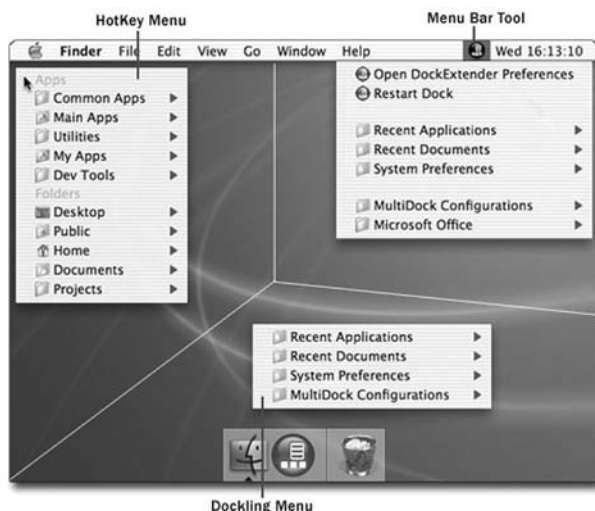 HotKey Menu
Menu Bar Tool
Finder File Edit View Go Window Help Wed 16:13:10
Apps
Common Apps
Main Apps
Utilities
My Apps
Dev Tools
Folders
Desktop
Public
Home
Documents
Projects
Open DockExtender Preferences
Restart Dock
Recent Applications
Recent Documents
System Preferences
MultiDock Configurations
Microsoft Office
Recent Applications
Recent Documents
System Preferences
MultiDock Configurations
Dockling Menu